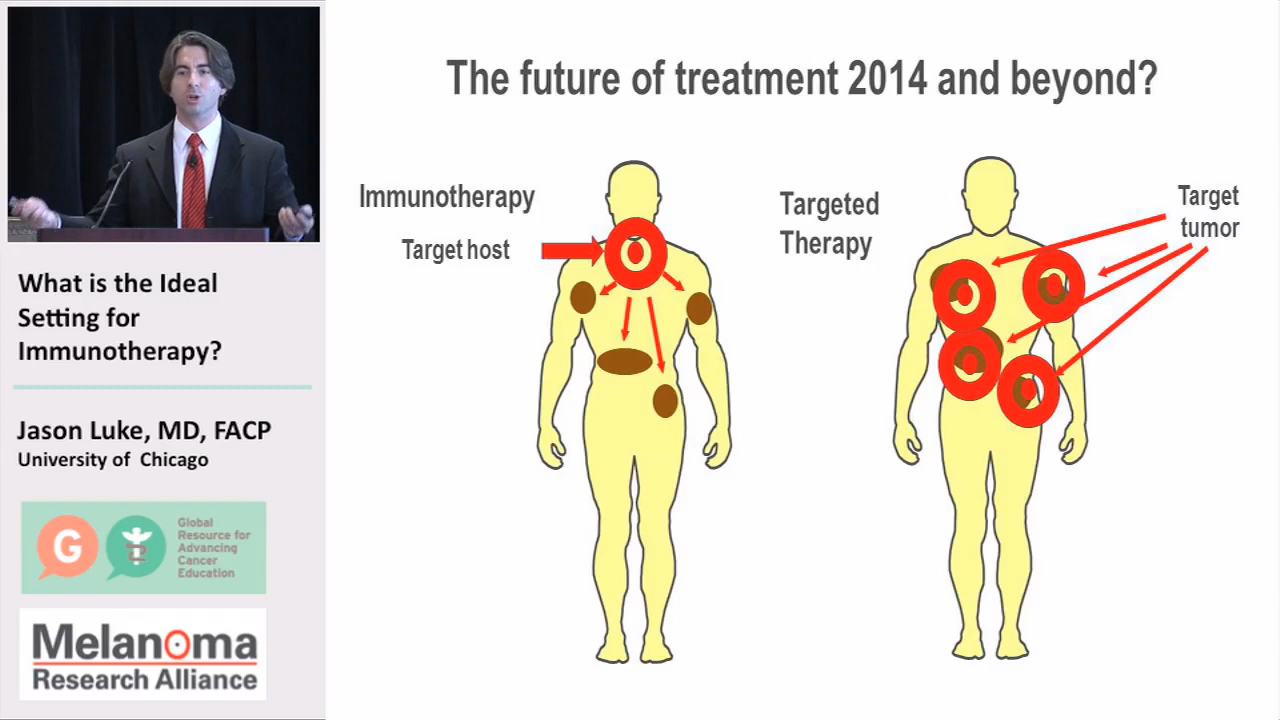 The future of treatment 2014 and beyond?
Immunotherapy
Target host
Targeted
Therapy
Target
tumor
What is the Ideal
Setting for
Immunotherapy?
Jason Luke, MD, FACP
University of Chicago
G
Global
Resource for
Advancing
Cancer
Education
Melanoma
Research Alliance